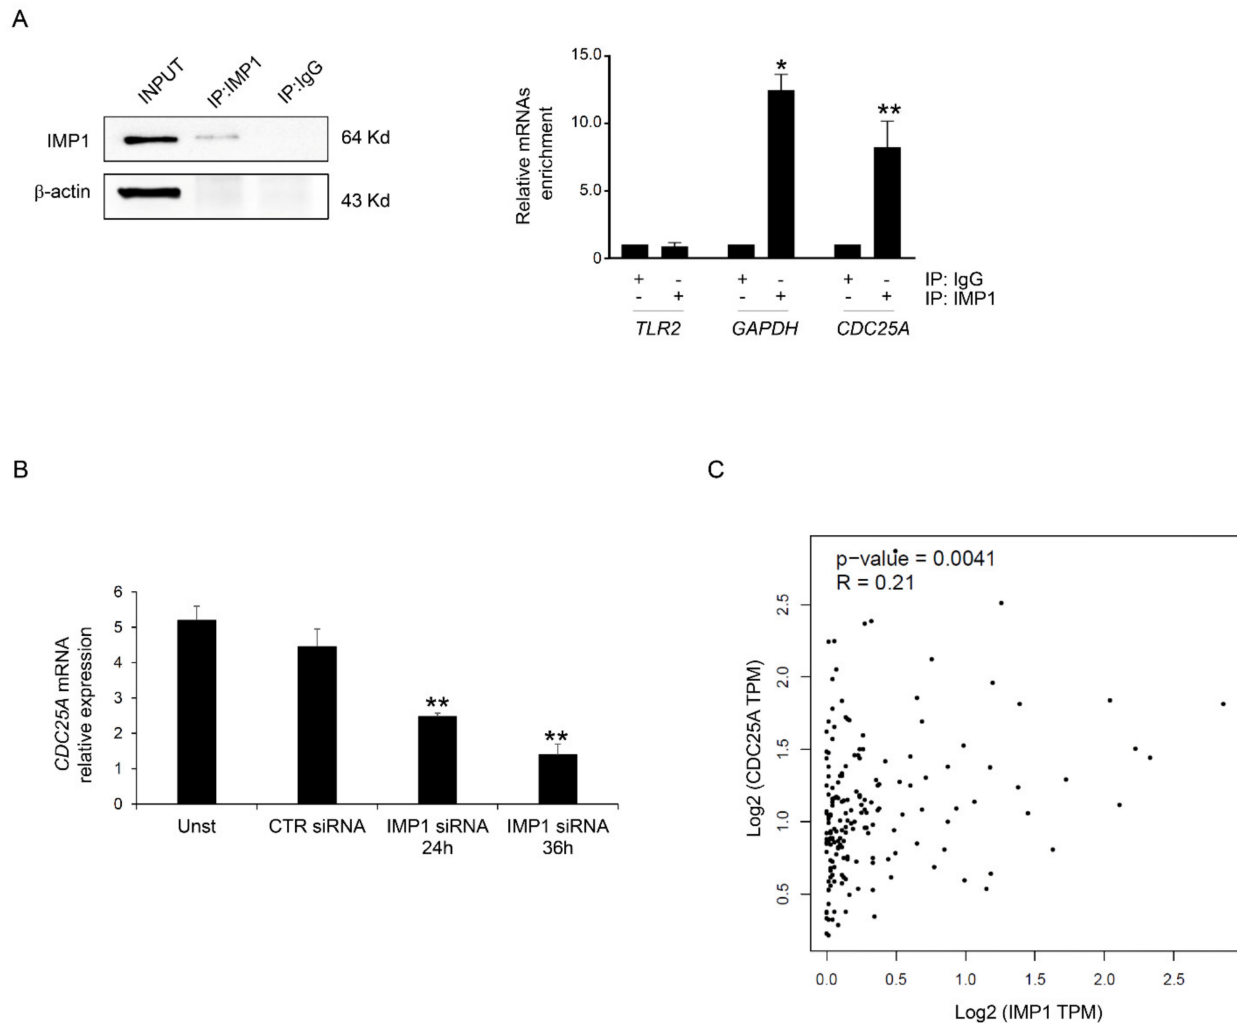 A
INPUT
IP:IMP1
IP:IgG
IMP1
64 Kd
β-actin
43 Kd
Relative mRNAs
enrichment
15.0
10.0
5.0
0
*
**
+ - + - + - IP: IgG
- + - + - + IP: IMP1
TLR2 GAPDH CDC25A
B
CDC25A mRNA
relative expression
6
5
4
3
2
1
0
**
**
Unst CTR siRNA IMP1 siRNA IMP1 siRNA
24h 36h
C
p-value = 0.0041
R = 0.21
Log2 (CDC25A TPM)
2.5
2.0
1.5
1.0
0.5
0.0 0.5 1.0 1.5 2.0 2.5
Log2 (IMP1 TPM)